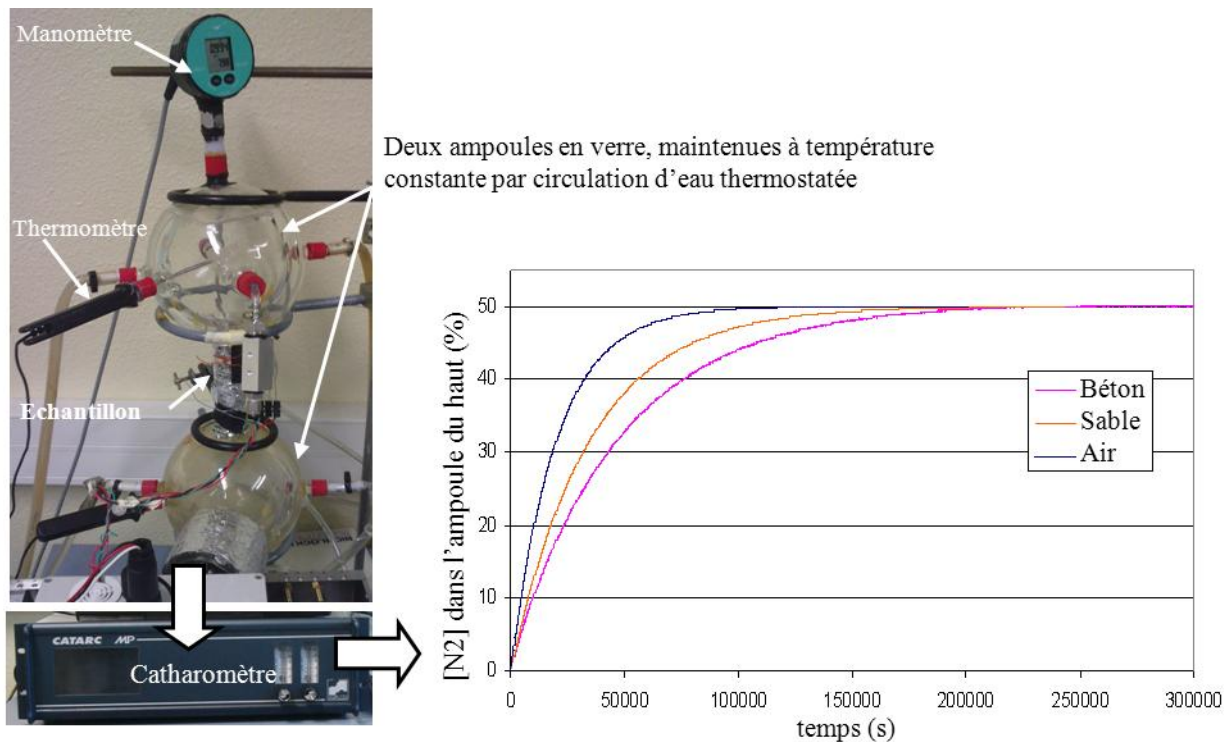 Manomètre
Deux ampoules en verre, maintenues à température
constante par circulation d'eau thermostatée
Thermomètre
Echantillon
CATARC MP
Catharomètre
[N2] dans l'ampoule du haut (%)
50
40
30
20
10
0
0 50000 100000 150000 200000 250000 300000
temps (s)
Béton
Sable
Air